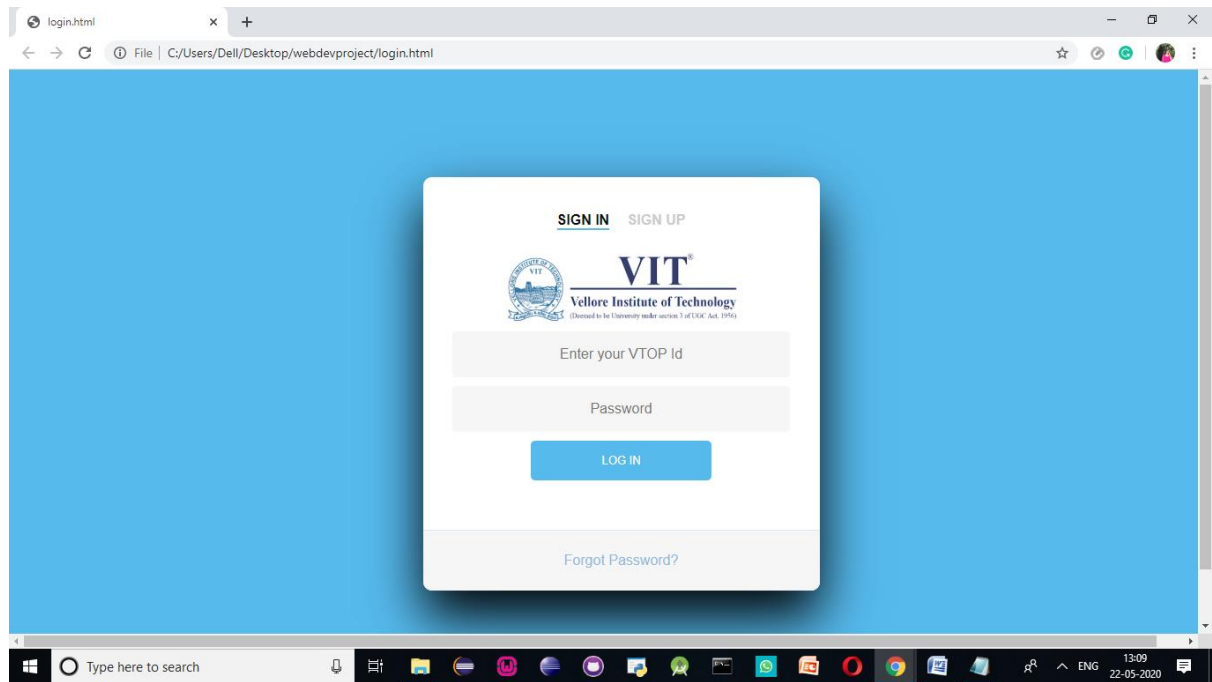 login.html
File | C:/Users/Dell/Desktop/webdevproject/login.html
SIGN IN SIGN UP
VIT
VIT®
Vellore Institute of Technology
(Deemed to be University under section 3 of UGC Act, 1956)
Enter your VTOP Id
Password
LOG IN
Forgot Password?
Type here to search
ENG
13:09
22-05-2020